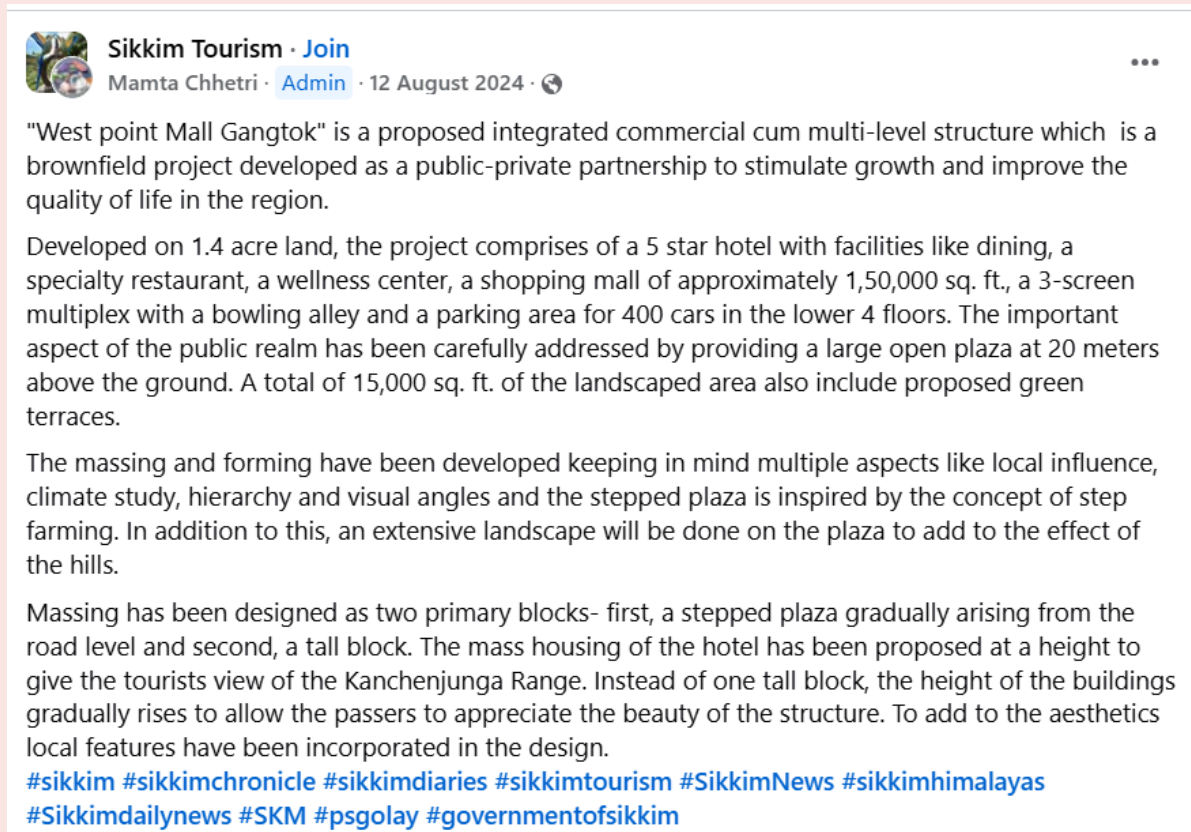 Sikkim Tourism · Join
Mamta Chhetri · Admin · 12 August 2024 ·
"West point Mall Gangtok" is a proposed integrated commercial cum multi-level structure which  is a
brownfield project developed as a public-private partnership to stimulate growth and improve the
quality of life in the region.
Developed on 1.4 acre land, the project comprises of a 5 star hotel with facilities like dining, a
specialty restaurant, a wellness center, a shopping mall of approximately 1,50,000 sq. ft., a 3-screen
multiplex with a bowling alley and a parking area for 400 cars in the lower 4 floors. The important
aspect of the public realm has been carefully addressed by providing a large open plaza at 20 meters
above the ground. A total of 15,000 sq. ft. of the landscaped area also include proposed green
terraces.
The massing and forming have been developed keeping in mind multiple aspects like local influence,
climate study, hierarchy and visual angles and the stepped plaza is inspired by the concept of step
farming. In addition to this, an extensive landscape will be done on the plaza to add to the effect of
the hills.
Massing has been designed as two primary blocks- first, a stepped plaza gradually arising from the
road level and second, a tall block. The mass housing of the hotel has been proposed at a height to
give the tourists view of the Kanchenjunga Range. Instead of one tall block, the height of the buildings
gradually rises to allow the passers to appreciate the beauty of the structure. To add to the aesthetics
local features have been incorporated in the design.
#sikkim #sikkimchronicle #sikkimdiaries #sikkimtourism #SikkimNews #sikkimhimalayas
#Sikkimdailynews #SKM #psgolay #governmentofsikkim